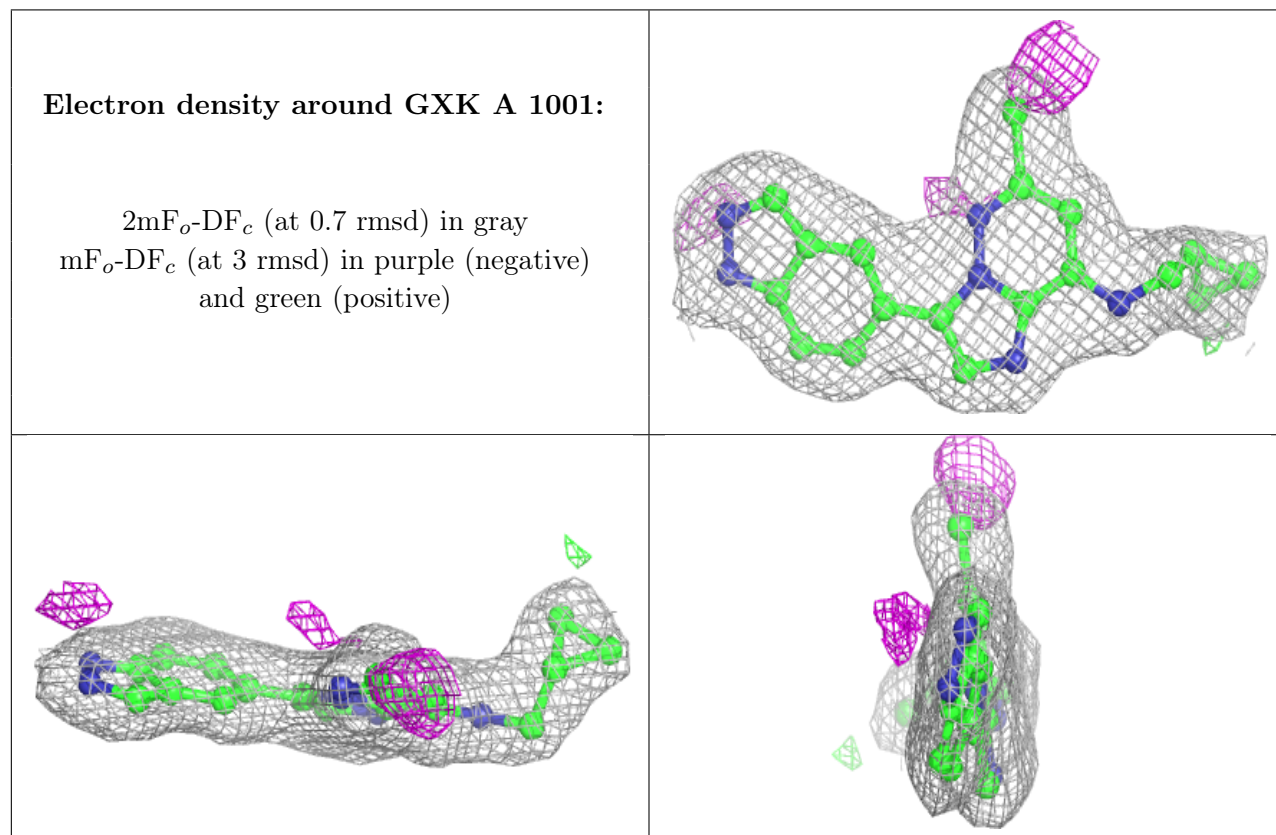 Electron density around GXK A 1001:
2mFo-DFc (at 0.7 rmsd) in gray
mFo-DFc (at 3 rmsd) in purple (negative)
and green (positive)